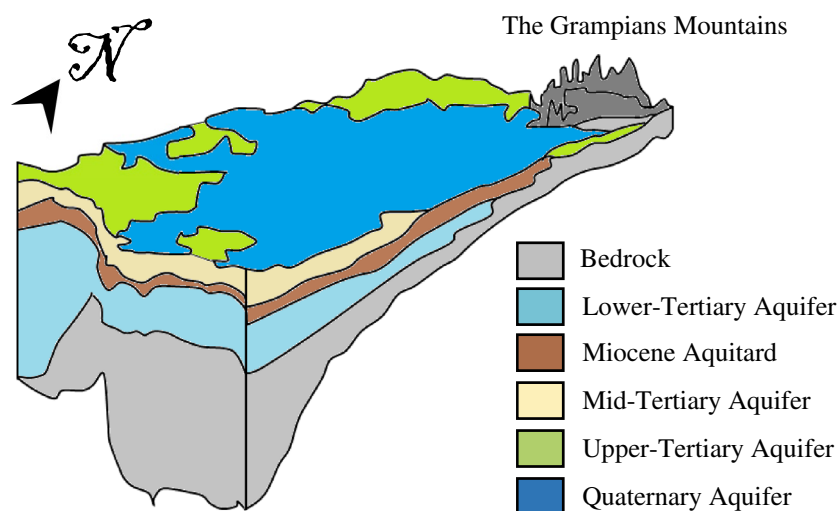 The Grampians Mountains
N
Bedrock
Lower-Tertiary Aquifer
Miocene Aquitard
Mid-Tertiary Aquifer
Upper-Tertiary Aquifer
Quaternary Aquifer